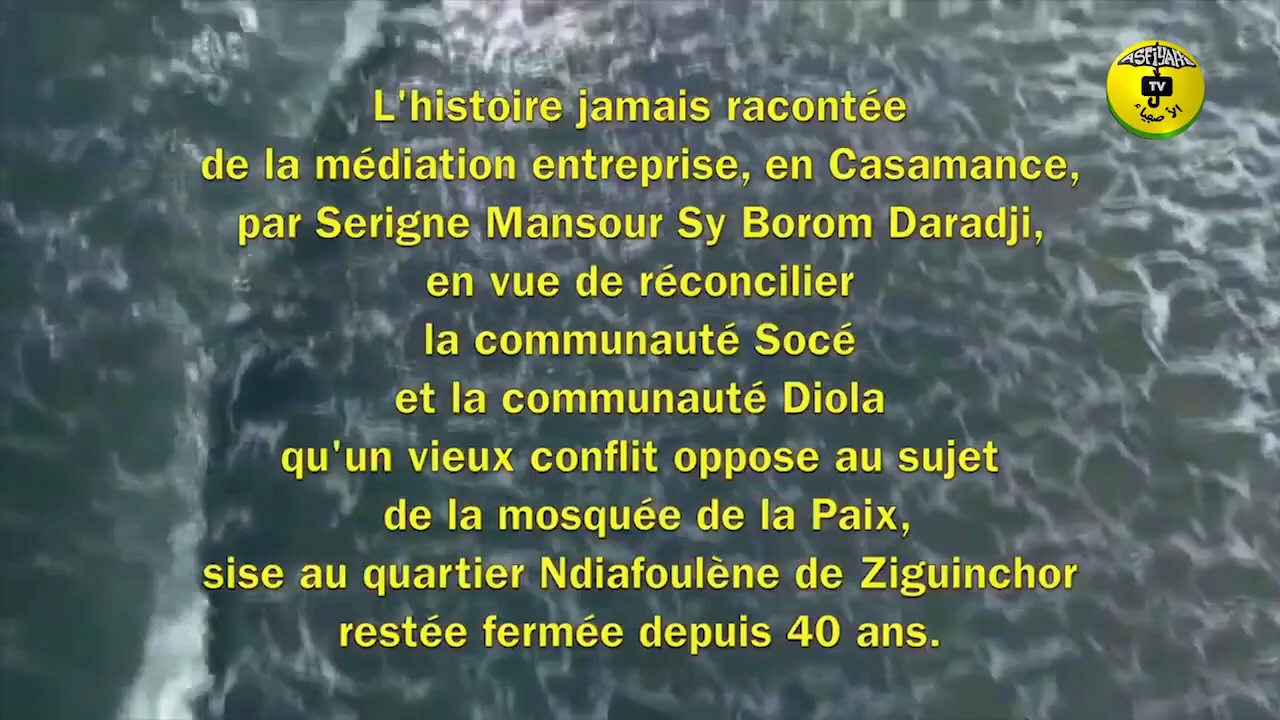 ASFIYAHI
TV
الأصفياء
L'histoire jamais racontée
de la médiation entreprise, en Casamance,
par Serigne Mansour Sy Borom Daradji,
en vue de réconcilier
la communauté Socé
et la communauté Diola
qu'un vieux conflit oppose au sujet
de la mosquée de la Paix,
sise au quartier Ndiafoulène de Ziguinchor
restée fermée depuis 40 ans.